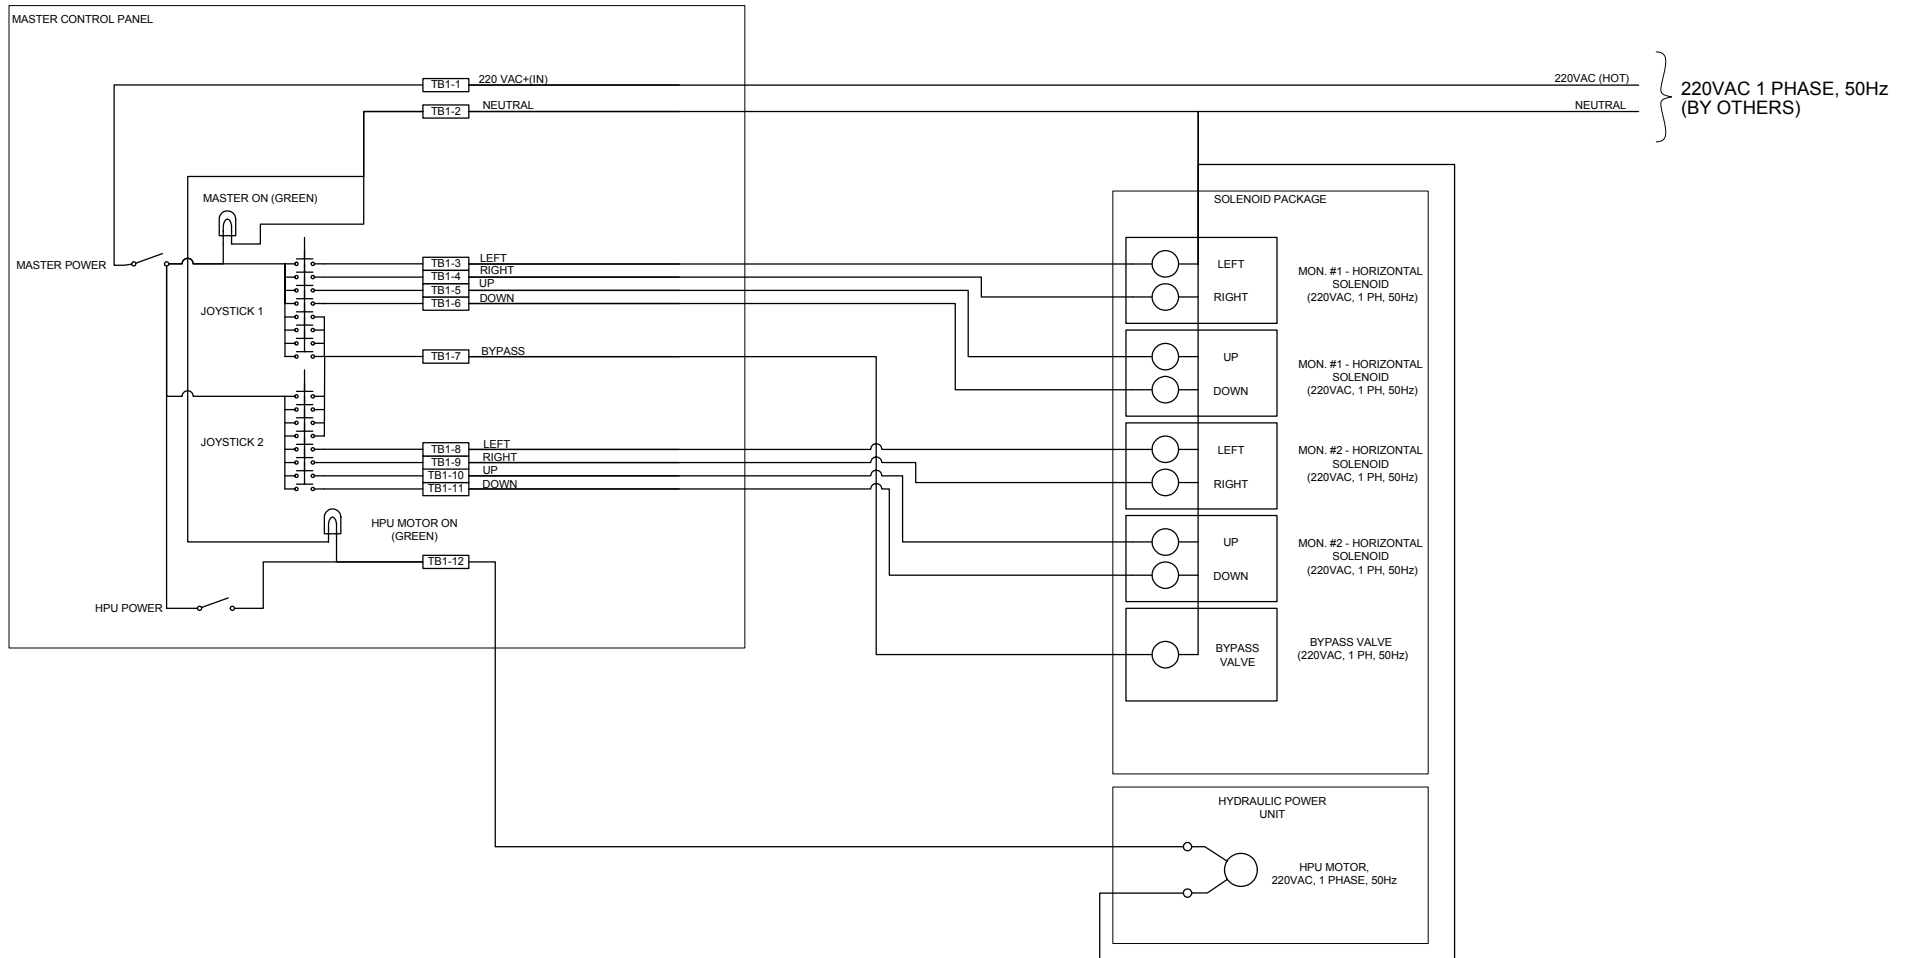 MASTER CONTROL PANEL
TB1-1
220 VAC+(IN)
220VAC (HOT)
TB1-2
NEUTRAL
NEUTRAL
220VAC 1 PHASE, 50Hz
(BY OTHERS)
MASTER ON (GREEN)
MASTER POWER
JOYSTICK 1
TB1-3
LEFT
TB1-4
RIGHT
TB1-5
UP
TB1-6
DOWN
TB1-7
BYPASS
JOYSTICK 2
TB1-8
LEFT
TB1-9
RIGHT
TB1-10
UP
TB1-11
DOWN
HPU MOTOR ON
(GREEN)
TB1-12
HPU POWER
SOLENOID PACKAGE
LEFT
RIGHT
MON. #1 - HORIZONTAL
SOLENOID
(220VAC, 1 PH, 50Hz)
UP
DOWN
MON. #1 - HORIZONTAL
SOLENOID
(220VAC, 1 PH, 50Hz)
LEFT
RIGHT
MON. #2 - HORIZONTAL
SOLENOID
(220VAC, 1 PH, 50Hz)
UP
DOWN
MON. #2 - HORIZONTAL
SOLENOID
(220VAC, 1 PH, 50Hz)
BYPASS
VALVE
BYPASS VALVE
(220VAC, 1 PH, 50Hz)
HYDRAULIC POWER
UNIT
HPU MOTOR,
220VAC, 1 PHASE, 50Hz